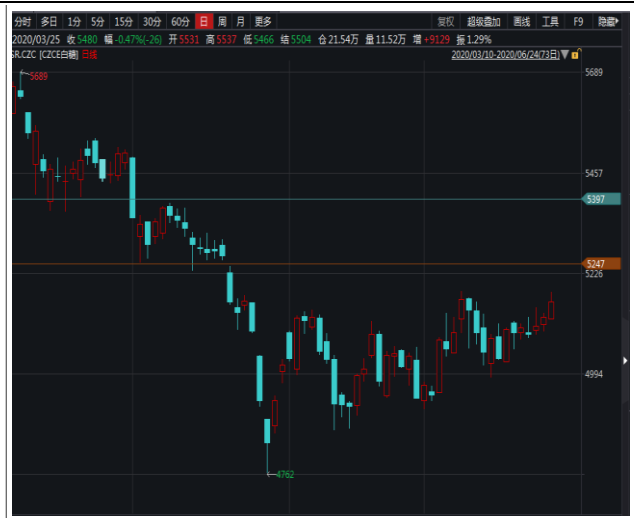 分时 多日 1分 5分 15分 30分 60分 日 周 月 更多 复权 超级叠加 画线 工具 F9 隐藏
2020/03/25 收5480 幅-0.47%(-26) 开5531 高5537 低5466 结5504 仓21.54万 量11.52万 增+9129 振1.29%
SR.CZC [CZCE白糖] 日线 2020/03/10-2020/06/24(73日)
5689 5689
5457
5397
5247
5226
4994
4762